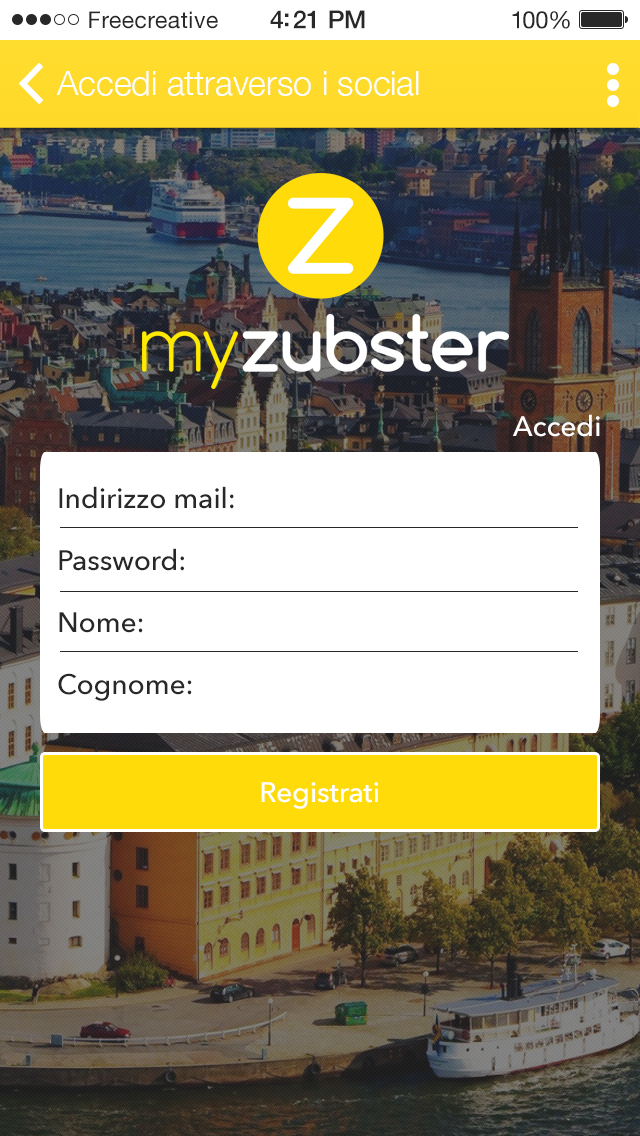 Freecreative 4:21 PM 100%
Accedi attraverso i social
Z
myzubster
Accedi
Indirizzo mail:
Password:
Nome:
Cognome:
Registrati